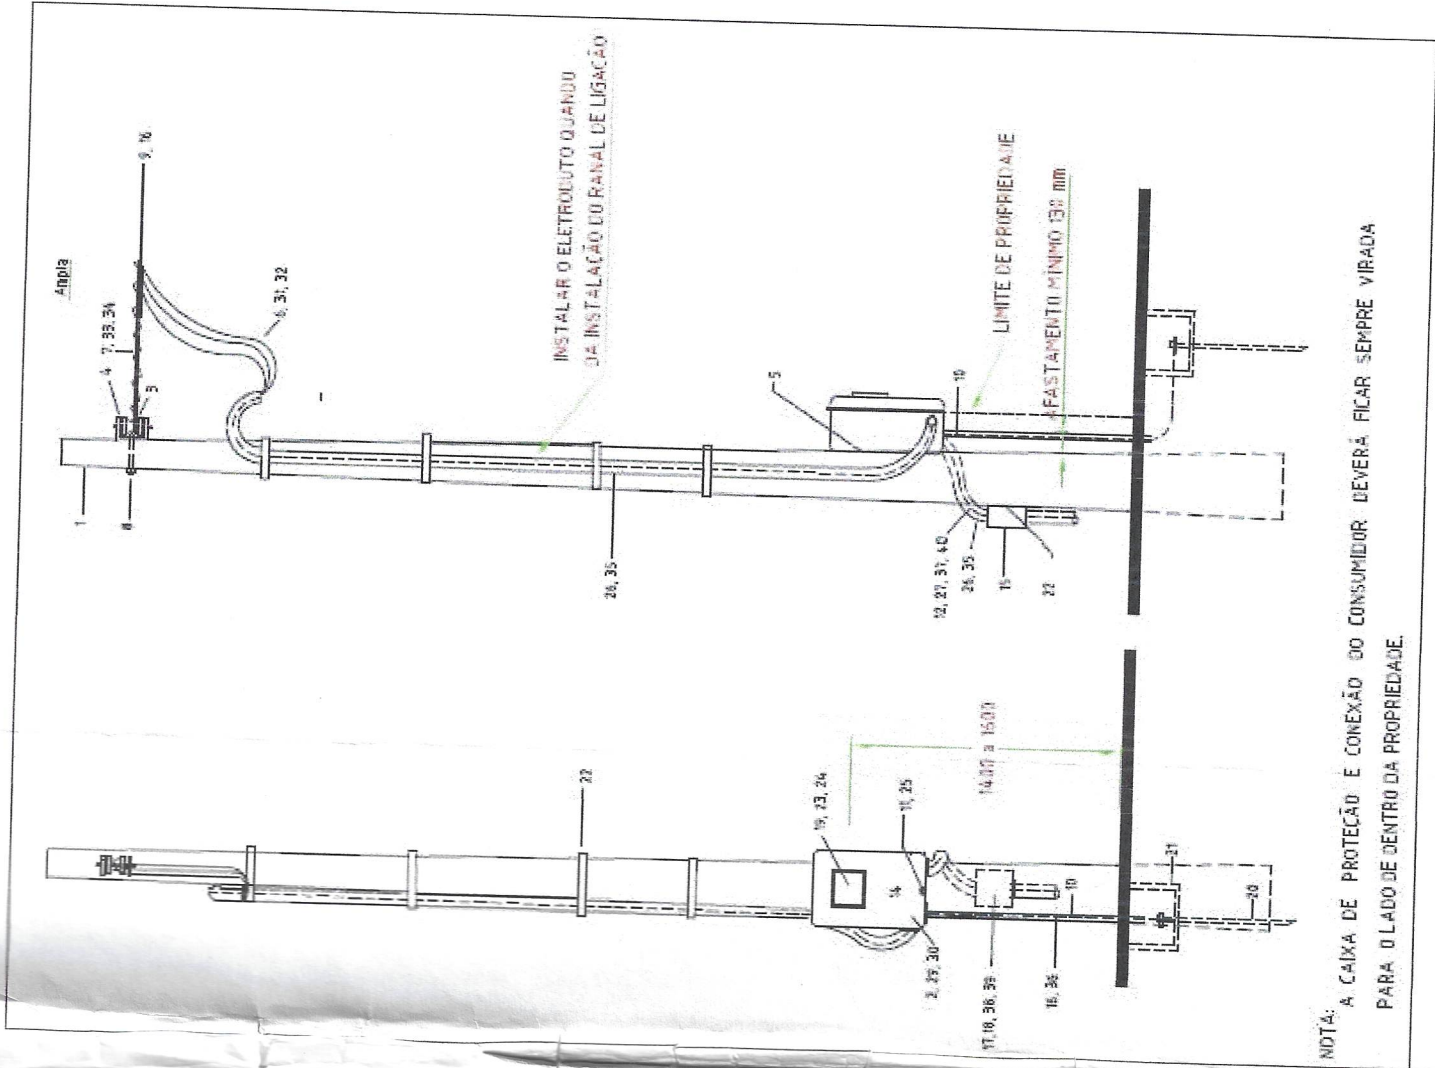 Ampla
9, 16
4
7, 33, 34
3
6, 31, 32
1
8
INSTALAR O ELETRODUTO QUANDO
DA INSTALAÇÃO DO RAMAL DE LIGAÇÃO
26, 35
5
10
LIMITE DE PROPRIEDADE
AFASTAMENTO MÍNIMO 130 mm
12, 27, 37, 40
26, 35
15
22
22
19, 23, 24
14
11, 25
1400 a 1600
2, 29, 30
17, 18, 38, 39
10
21
20
NOTA:
A CAIXA DE PROTEÇÃO E CONEXÃO DO CONSUMIDOR DEVERÁ FICAR SEMPRE VIRADA
PARA O LADO DE DENTRO DA PROPRIEDADE.